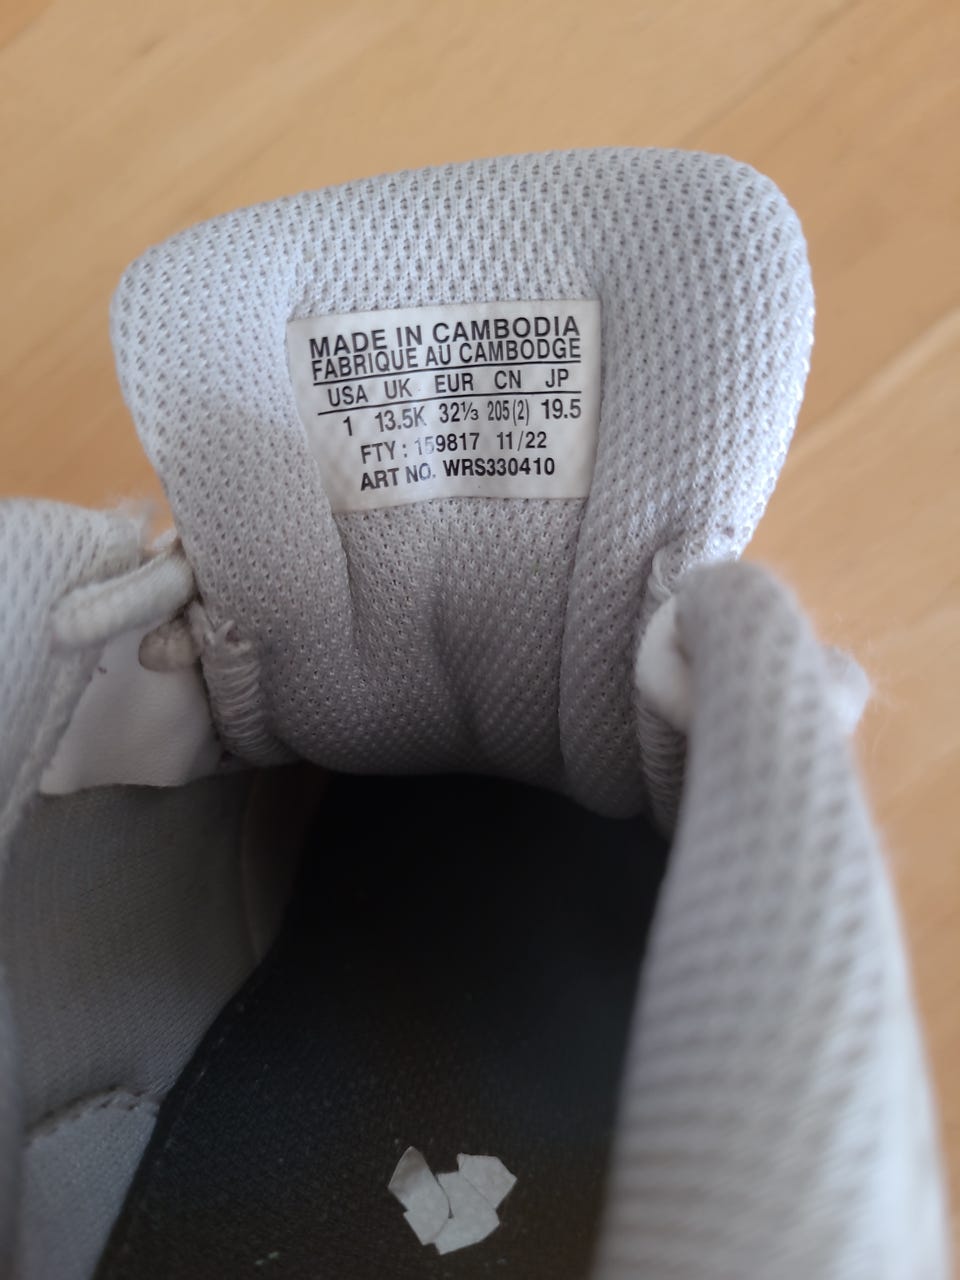 MADE IN CAMBODIA
FABRIQUE AU CAMBODGE
USA UK EUR CN JP
1 13.5K 32⅓ 205(2) 19.5
FTY : 159817 11/22
ART NO. WRS330410